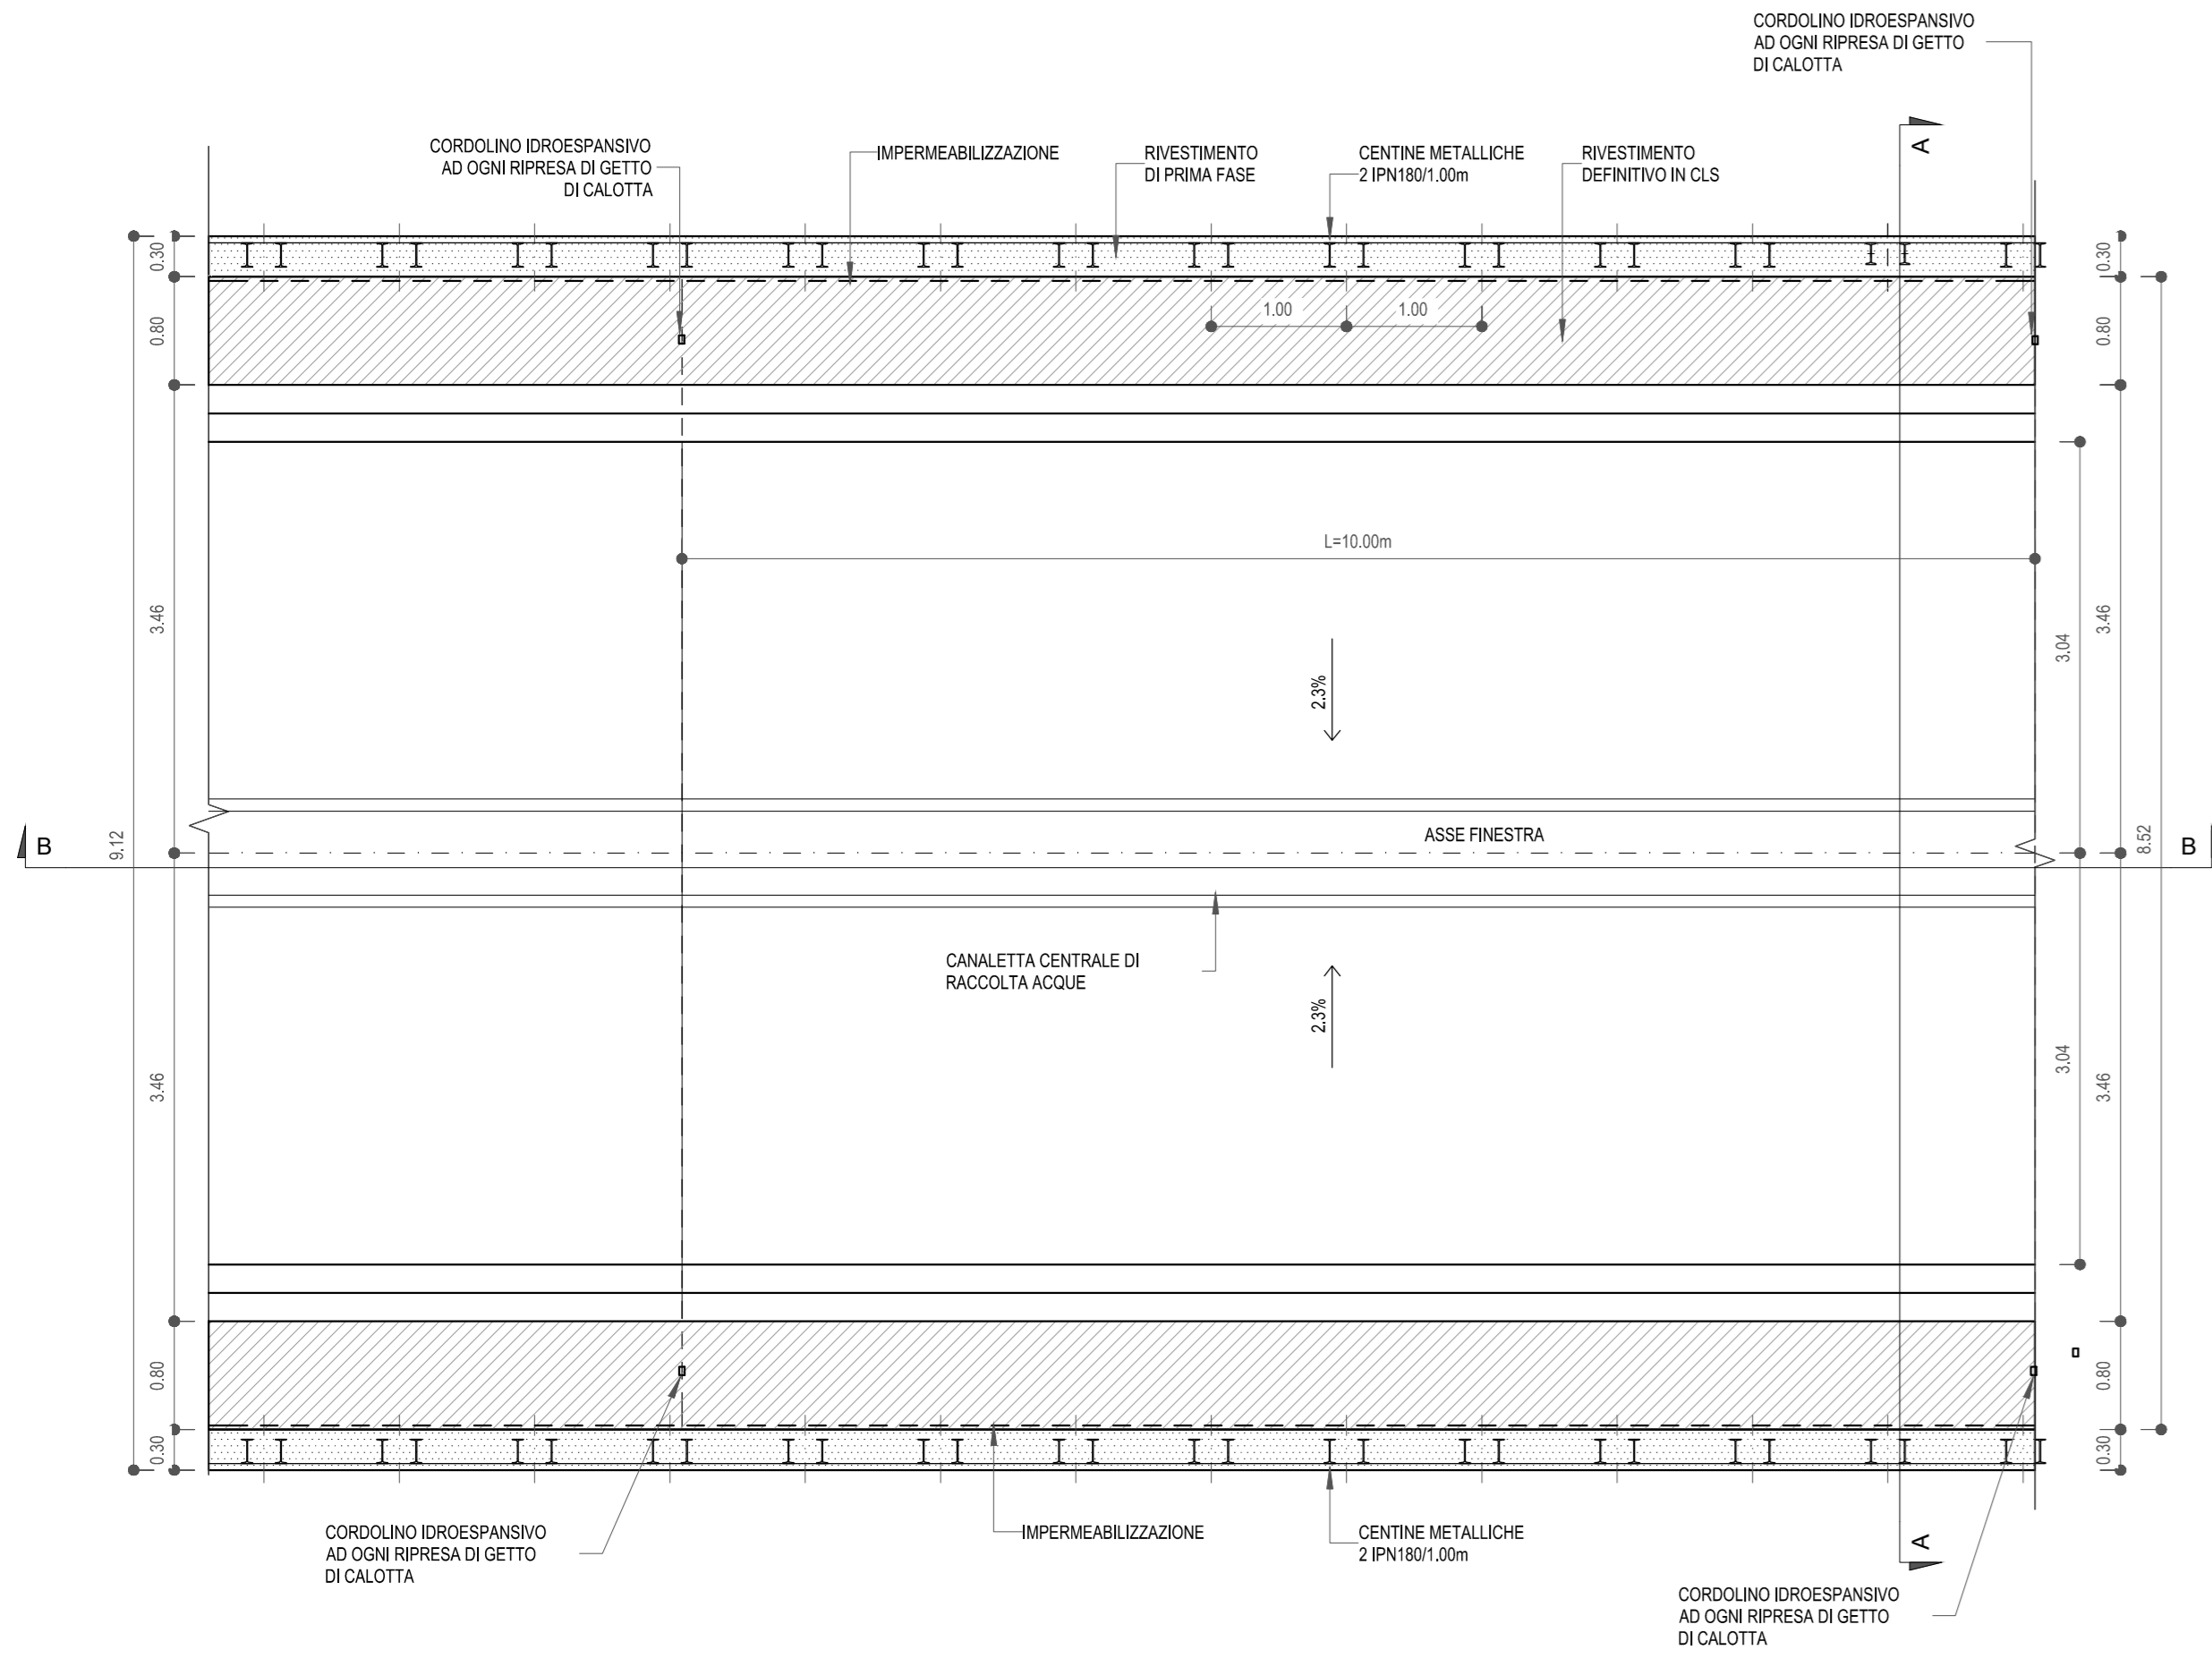 CORDOLINO IDROESPANSIVO
AD OGNI RIPRESA DI GETTO
DI CALOTTA
CORDOLINO IDROESPANSIVO
AD OGNI RIPRESA DI GETTO
DI CALOTTA
IMPERMEABILIZZAZIONE
RIVESTIMENTO
DI PRIMA FASE
CENTINE METALLICHE
2 IPN180/1.00m
RIVESTIMENTO
DEFINITIVO IN CLS
A
0.30
0.30
0.80
1.00
1.00
0.80
L=10.00m
3.46
3.04
3.46
2.3%
B
9.12
ASSE FINESTRA
8.52
B
CANALETTA CENTRALE DI
RACCOLTA ACQUE
2.3%
3.46
3.04
3.46
0.80
0.80
0.30
0.30
CORDOLINO IDROESPANSIVO
AD OGNI RIPRESA DI GETTO
DI CALOTTA
IMPERMEABILIZZAZIONE
CENTINE METALLICHE
2 IPN180/1.00m
A
CORDOLINO IDROESPANSIVO
AD OGNI RIPRESA DI GETTO
DI CALOTTA